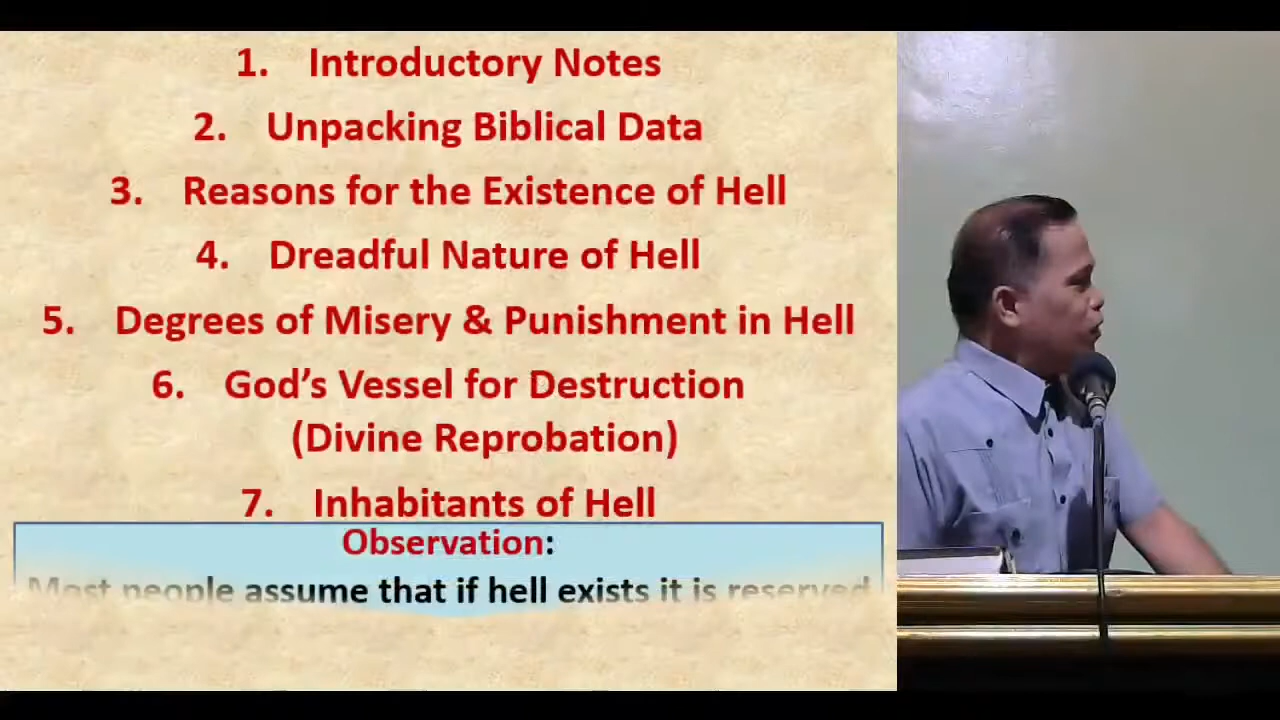 1. Introductory Notes
2. Unpacking Biblical Data
3. Reasons for the Existence of Hell
4. Dreadful Nature of Hell
5. Degrees of Misery & Punishment in Hell
6. God’s Vessel for Destruction
(Divine Reprobation)
7. Inhabitants of Hell
Observation:
Most people assume that if hell exists it is reserved